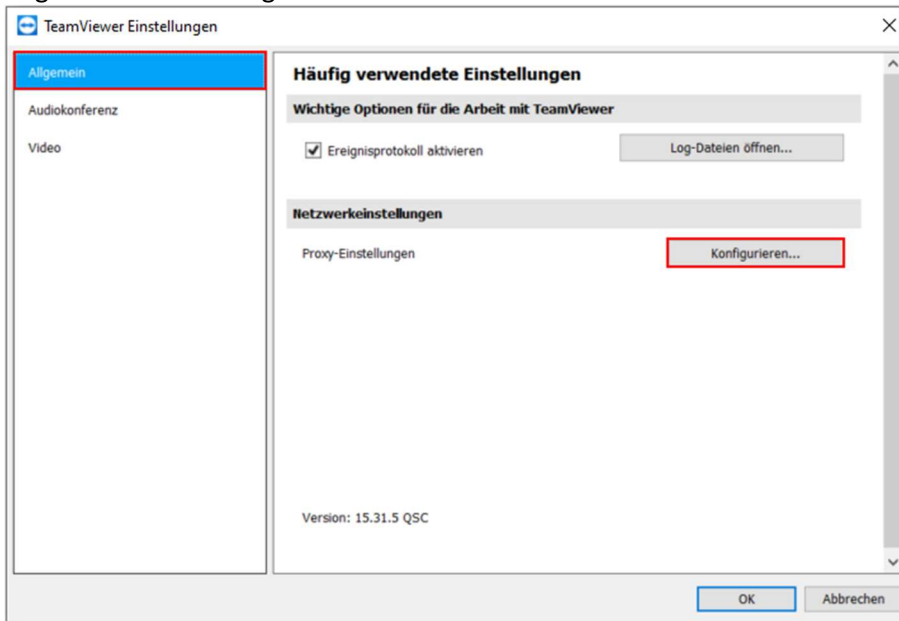 TeamViewer Einstellungen
Allgemein
Audiokonferenz
Video
Häufig verwendete Einstellungen
Wichtige Optionen für die Arbeit mit TeamViewer
Ereignisprotokoll aktivieren
Log-Dateien öffnen...
Netzwerkeinstellungen
Proxy-Einstellungen
Konfigurieren...
Version: 15.31.5 QSC
OK
Abbrechen